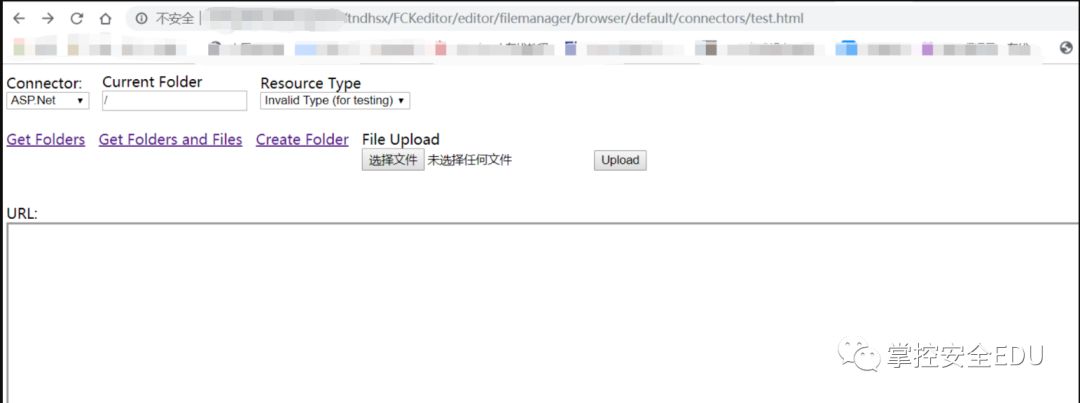 不安全 | /tndhsx/FCKeditor/editor/filemanager/browser/default/connectors/test.html
Connector: Current Folder Resource Type
ASP.Net / Invalid Type (for testing)
Get Folders Get Folders and Files Create Folder File Upload
选择文件 未选择任何文件 Upload
URL:
掌控安全EDU